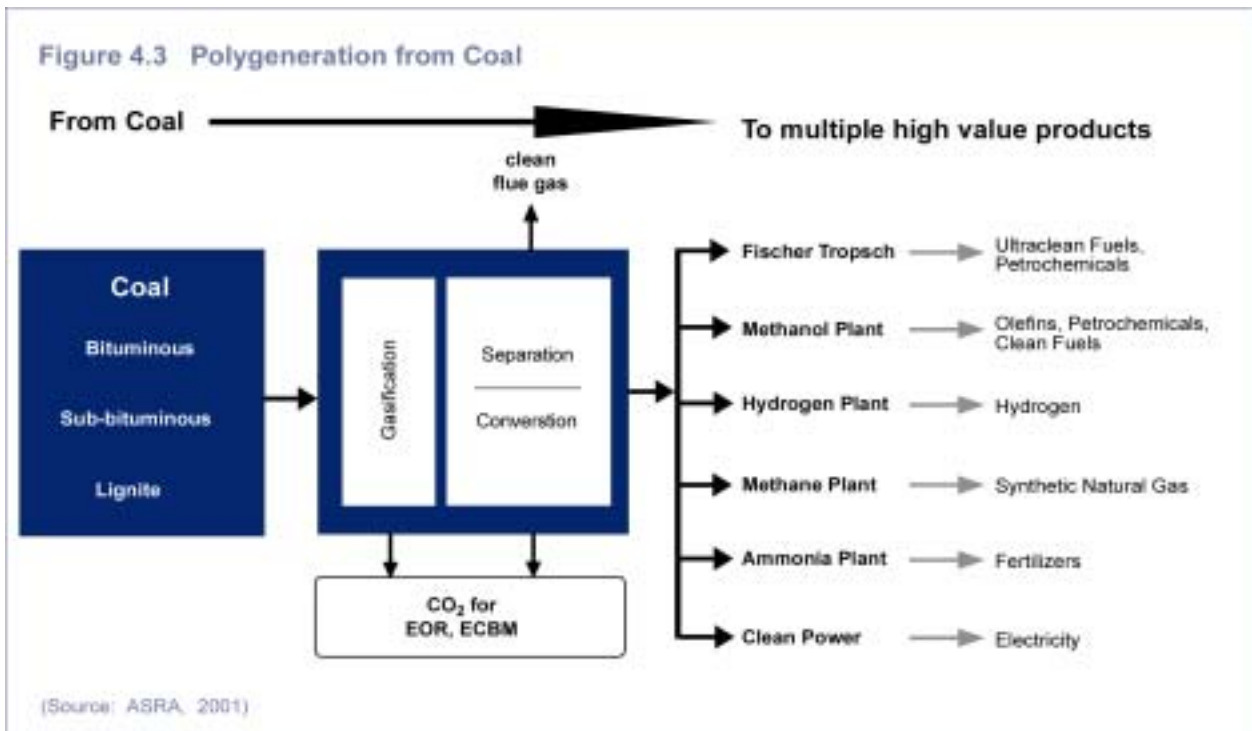 Figure 4.3 Polygeneration from Coal
From Coal
To multiple high value products
clean
flue gas
Coal
Bituminous
Sub-bituminous
Lignite
Gasification
Separation
Converstion
CO₂ for
EOR, ECBM
Fischer Tropsch
Ultraclean Fuels,
Petrochemicals
Methanol Plant
Olefins, Petrochemicals,
Clean Fuels
Hydrogen Plant
Hydrogen
Methane Plant
Synthetic Natural Gas
Ammonia Plant
Fertilizers
Clean Power
Electricity
(Source: ASRA, 2001)